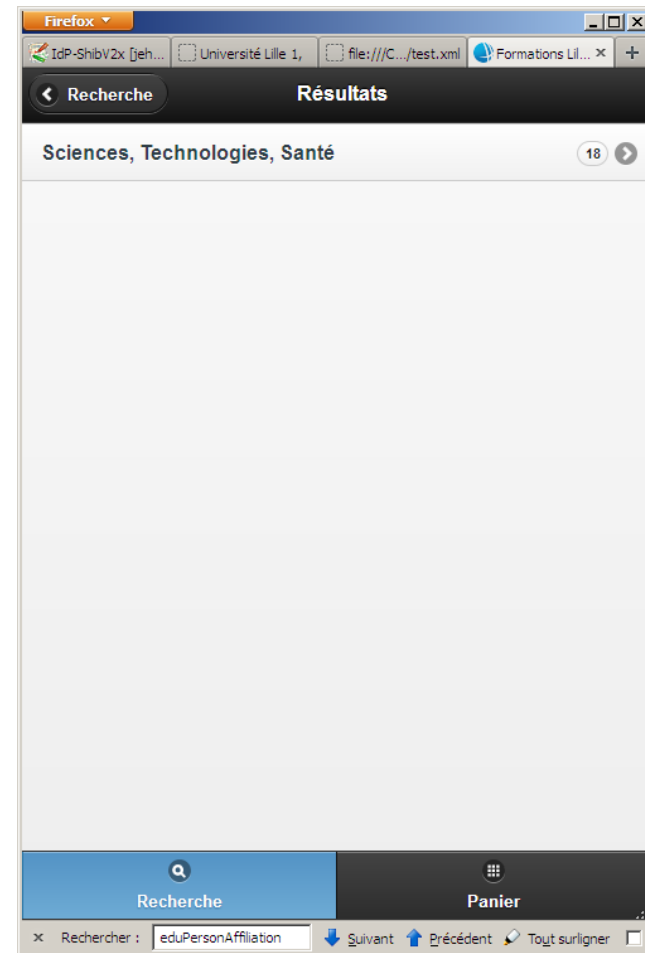 Firefox
IdP-ShibV2x [jeh... Université Lille 1, file:///C.../test.xml Formations Lil... × +
Recherche Résultats
Sciences, Technologies, Santé 18
Recherche Panier
× Rechercher : eduPersonAffiliation Suivant Précédent Tout surligner